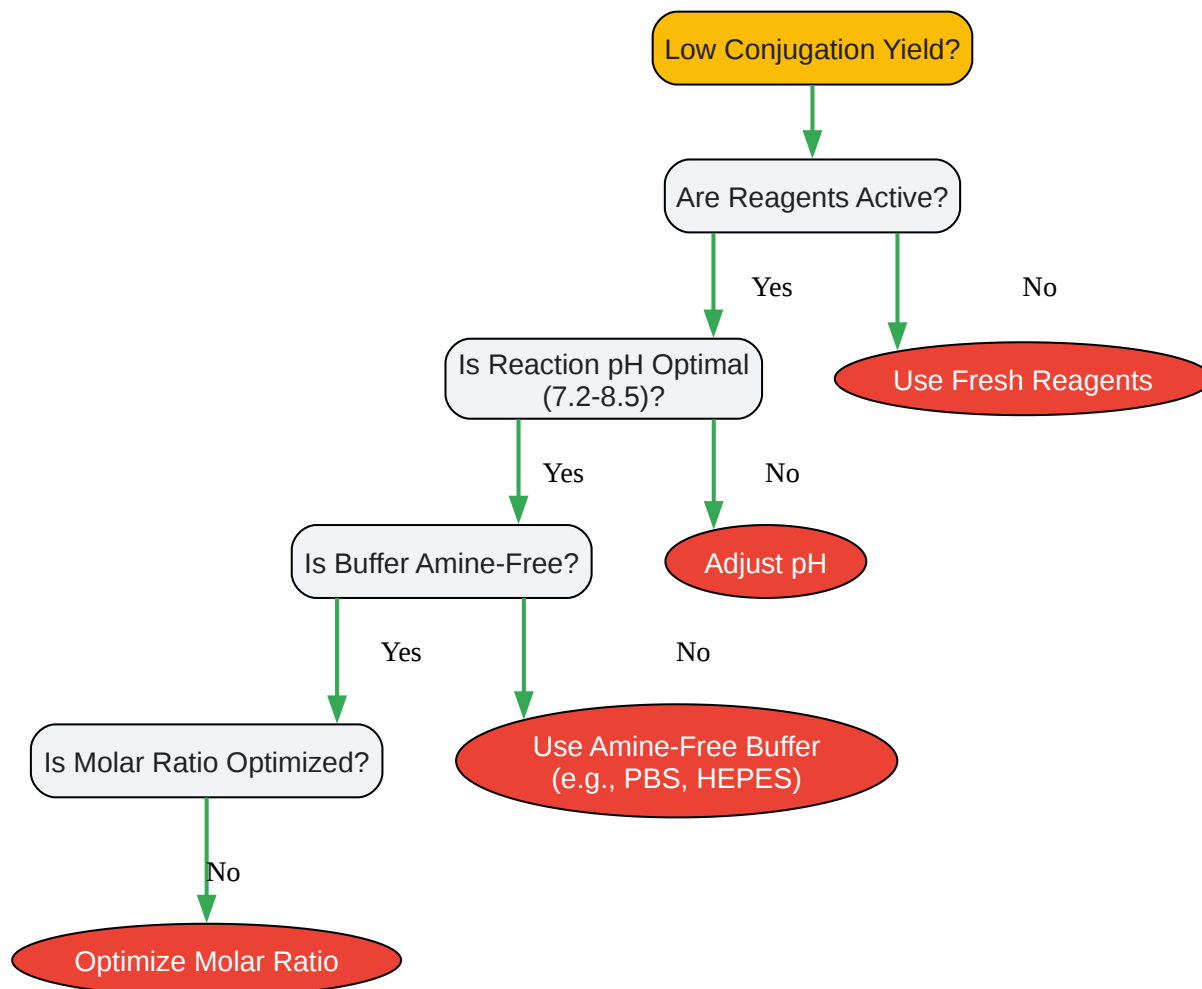 Low Conjugation Yield?
Are Reagents Active?
Yes
No
Is Reaction pH Optimal
(7.2-8.5)?
Use Fresh Reagents
Yes
No
Is Buffer Amine-Free?
Adjust pH
Yes
No
Is Molar Ratio Optimized?
Use Amine-Free Buffer
(e.g., PBS, HEPES)
No
Optimize Molar Ratio